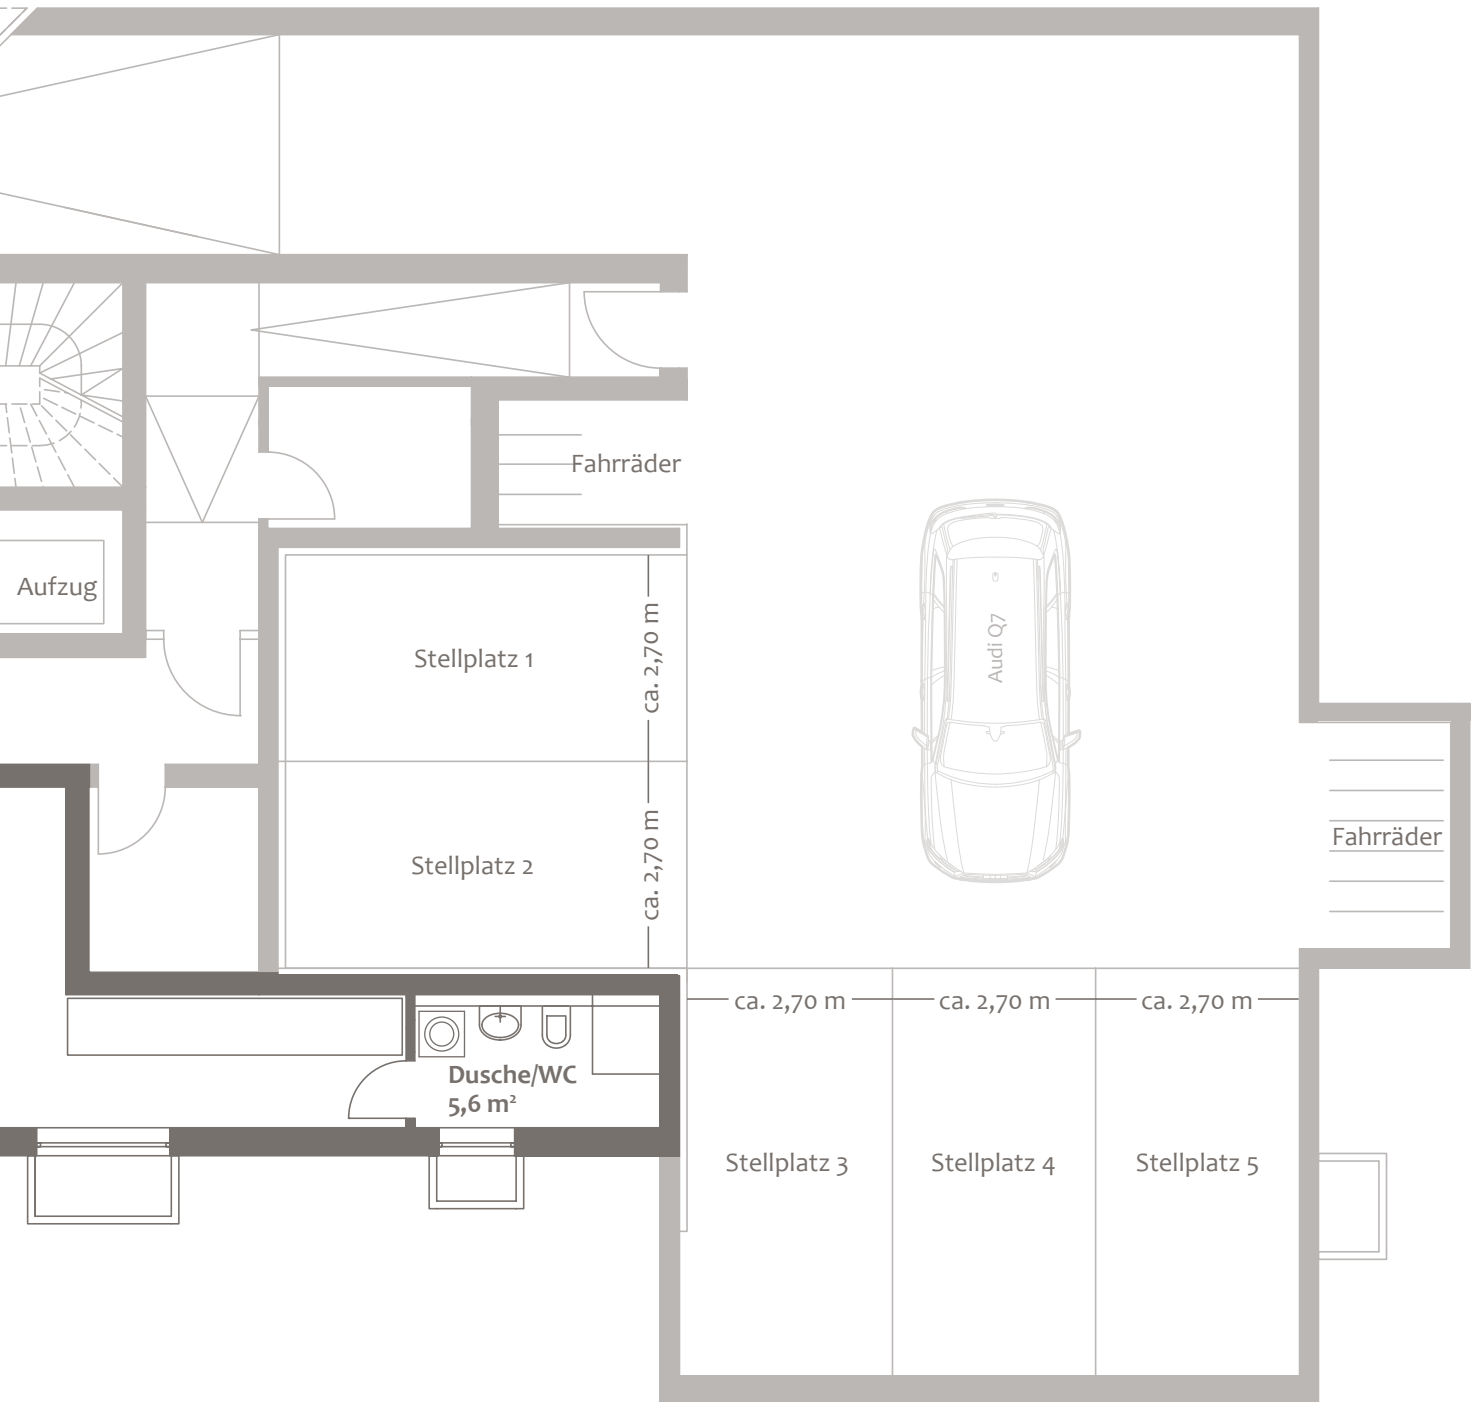 Fahrräder
Aufzug
Stellplatz 1
ca. 2,70 m
Audi Q7
Stellplatz 2
ca. 2,70 m
Fahrräder
ca. 2,70 m
ca. 2,70 m
ca. 2,70 m
Dusche/WC
5,6 m²
Stellplatz 3
Stellplatz 4
Stellplatz 5